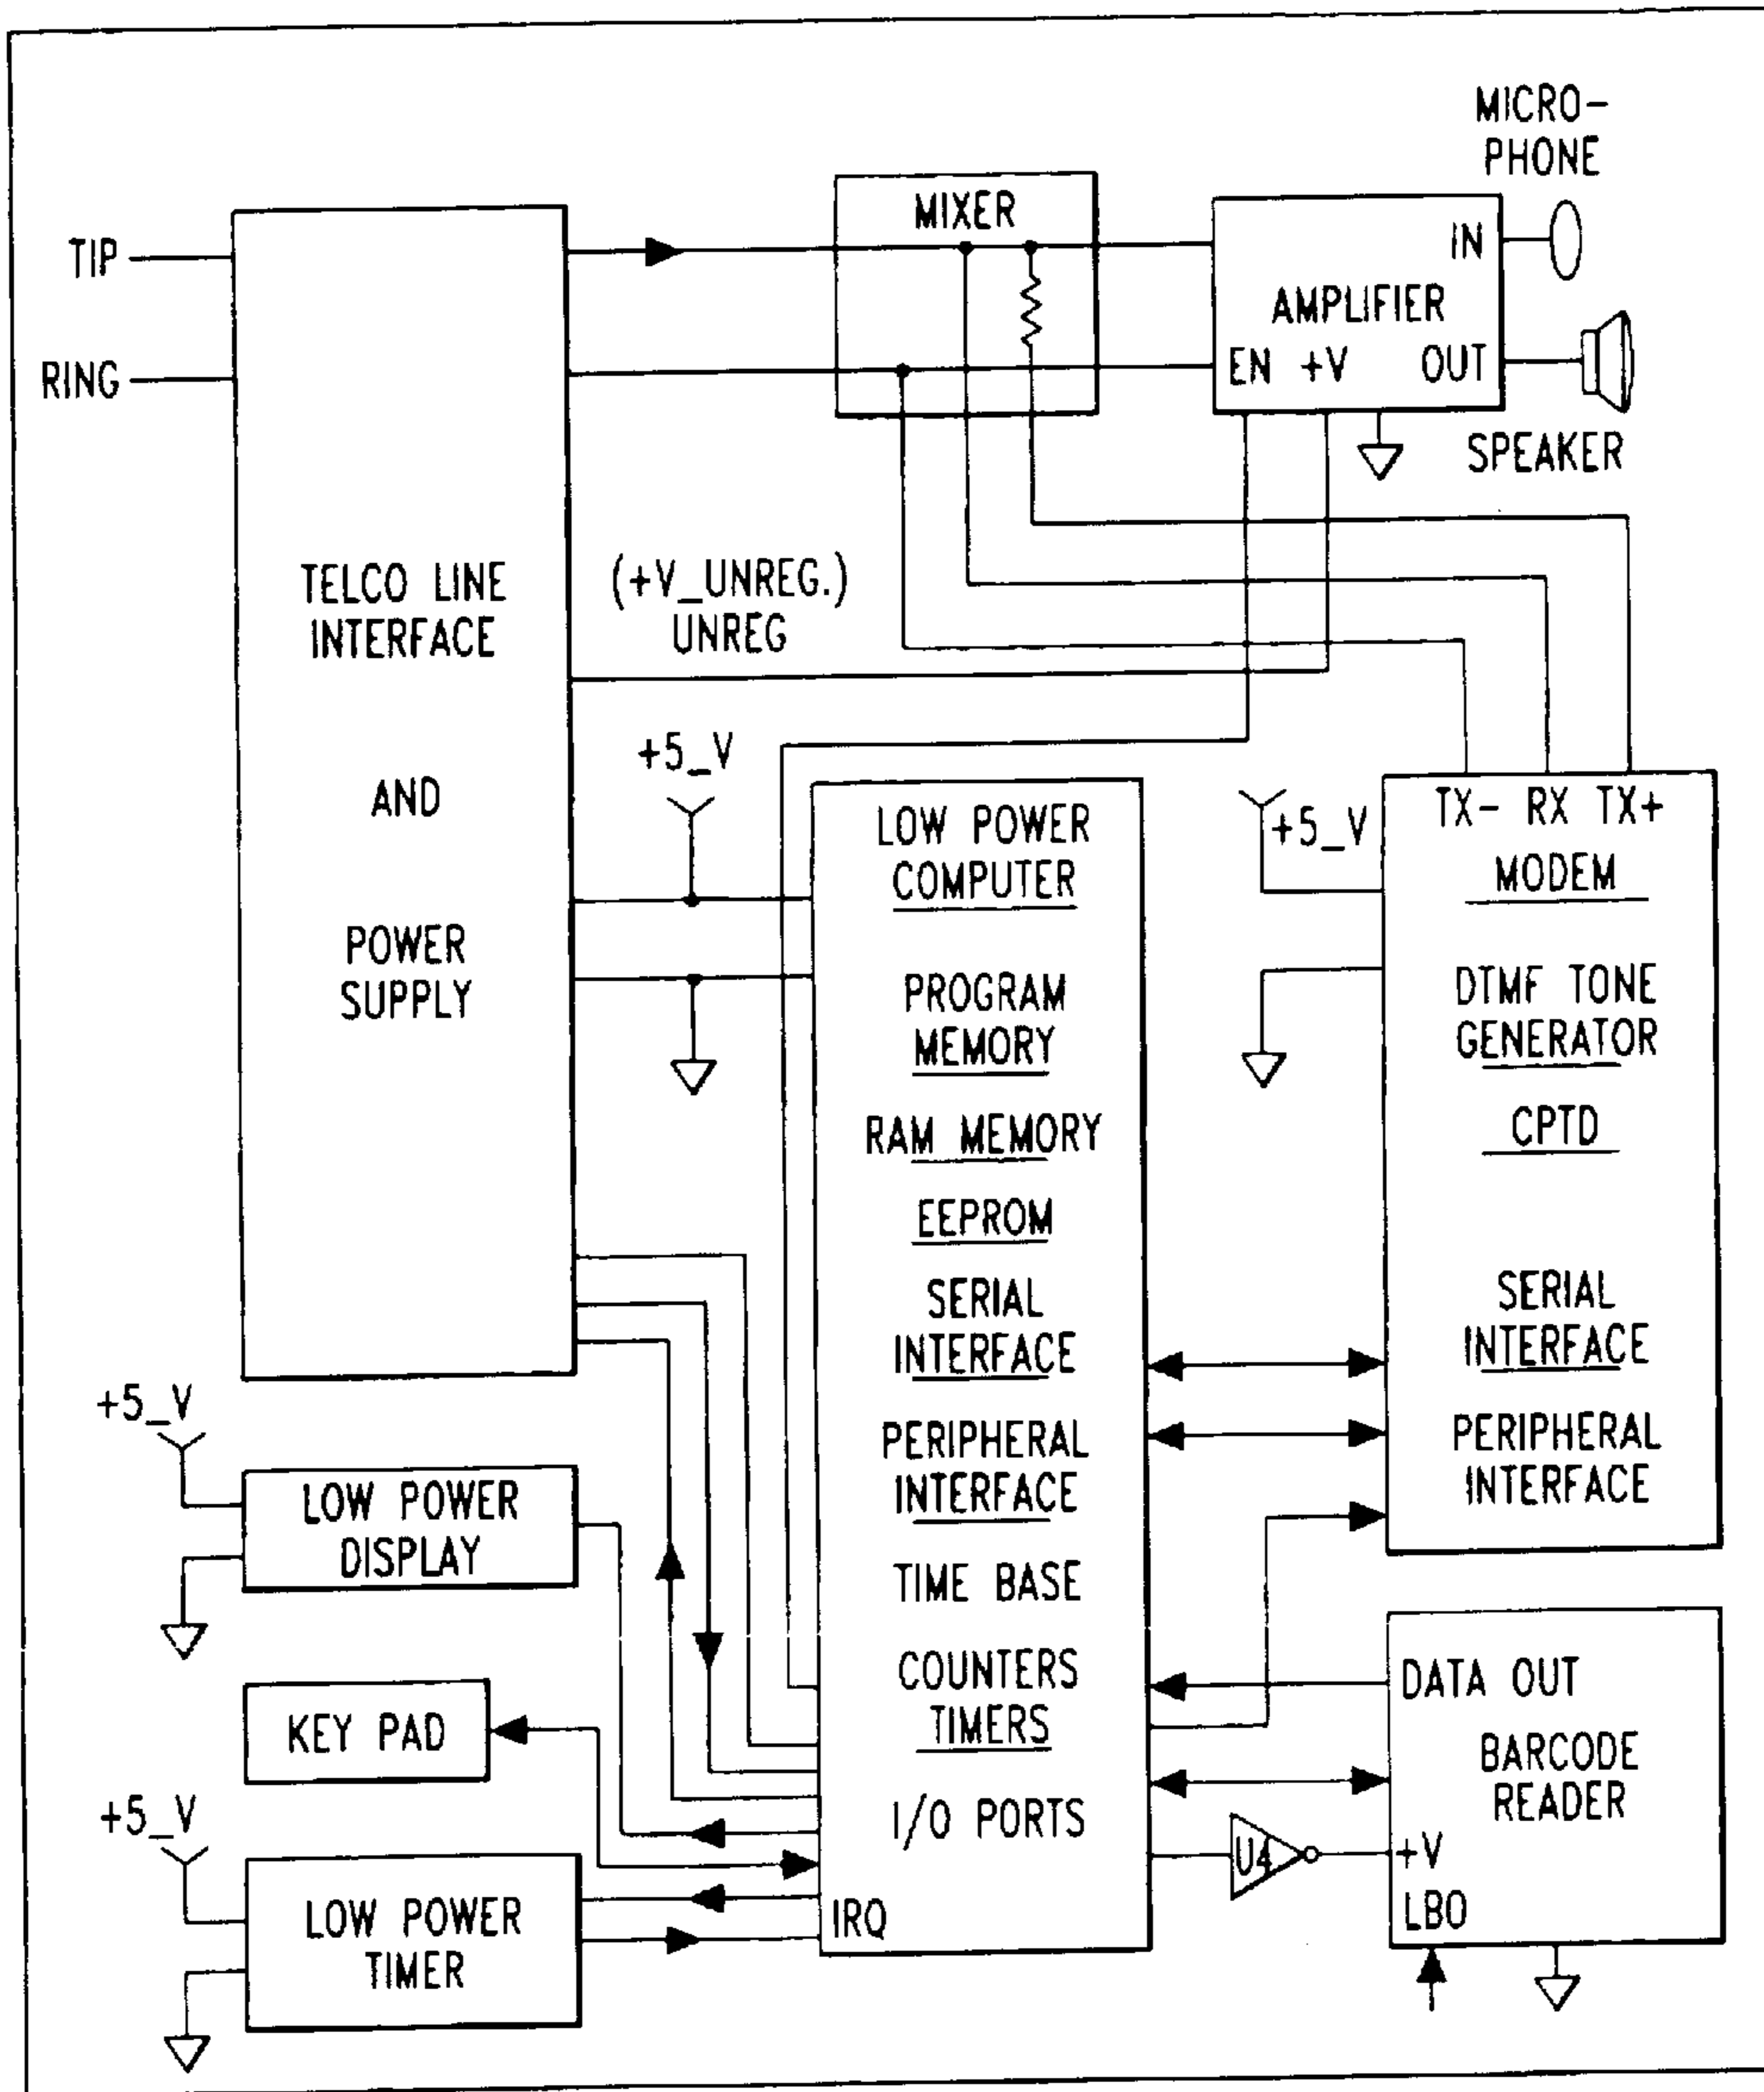 MICRO-
PHONE
MIXER
TIP
IN
AMPLIFIER
RING
EN +V OUT
SPEAKER
TELCO LINE
INTERFACE
AND
POWER
SUPPLY
(+V_UNREG.)
UNREG
+5_V
LOW POWER
COMPUTER
PROGRAM
MEMORY
RAM MEMORY
EEPROM
SERIAL
INTERFACE
PERIPHERAL
INTERFACE
TIME BASE
COUNTERS
TIMERS
I/O PORTS
IRQ
+5_V
TX- RX TX+
MODEM
DTMF TONE
GENERATOR
CPTD
SERIAL
INTERFACE
PERIPHERAL
INTERFACE
+5_V
LOW POWER
DISPLAY
KEY PAD
+5_V
LOW POWER
TIMER
DATA OUT
BARCODE
READER
U4
+V
LBO